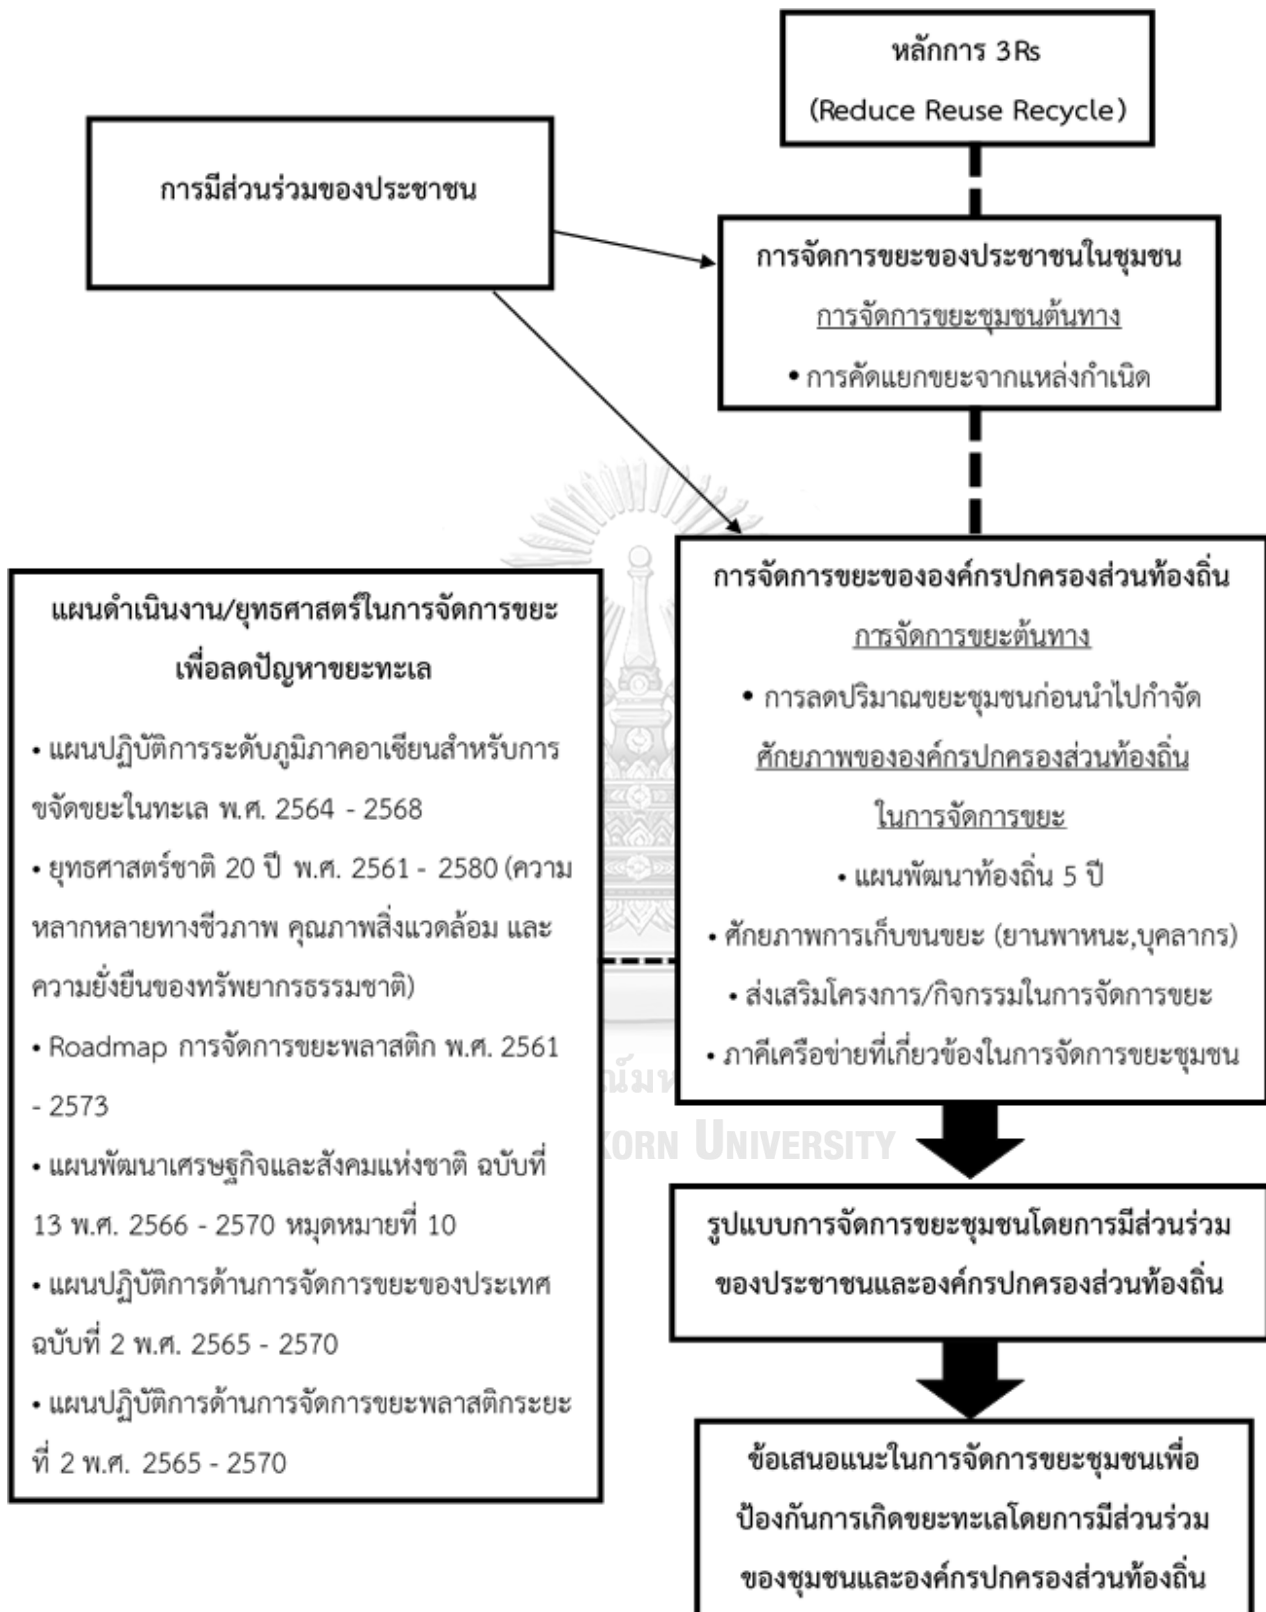 หลักการ 3Rs
(Reduce Reuse Recycle)
การมีส่วนร่วมของประชาชน
การจัดการขยะของประชาชนในชุมชน
การจัดการขยะชุมชนต้นทาง
• การคัดแยกขยะจากแหล่งกำเนิด
การจัดการขยะขององค์กรปกครองส่วนท้องถิ่น
การจัดการขยะต้นทาง
• การลดปริมาณขยะชุมชนก่อนนำไปกำจัด
ศักยภาพขององค์กรปกครองส่วนท้องถิ่น
ในการจัดการขยะ
• แผนพัฒนาท้องถิ่น 5 ปี
• ศักยภาพการเก็บขนขยะ (ยานพาหนะ,บุคลากร)
• ส่งเสริมโครงการ/กิจกรรมในการจัดการขยะ
• ภาคีเครือข่ายที่เกี่ยวข้องในการจัดการขยะชุมชน
แผนดำเนินงาน/ยุทธศาสตร์ในการจัดการขยะ
เพื่อลดปัญหาขยะทะเล
• แผนปฏิบัติการระดับภูมิภาคอาเซียนสำหรับการ
ขจัดขยะในทะเล พ.ศ. 2564 - 2568
• ยุทธศาสตร์ชาติ 20 ปี พ.ศ. 2561 - 2580 (ความ
หลากหลายทางชีวภาพ คุณภาพสิ่งแวดล้อม และ
ความยั่งยืนของทรัพยากรธรรมชาติ)
• Roadmap การจัดการขยะพลาสติก พ.ศ. 2561
- 2573
• แผนพัฒนาเศรษฐกิจและสังคมแห่งชาติ ฉบับที่
13 พ.ศ. 2566 - 2570 หมุดหมายที่ 10
• แผนปฏิบัติการด้านการจัดการขยะของประเทศ
ฉบับที่ 2 พ.ศ. 2565 - 2570
• แผนปฏิบัติการด้านการจัดการขยะพลาสติกระยะ
ที่ 2 พ.ศ. 2565 - 2570
KORN UNIVERSITY
รูปแบบการจัดการขยะชุมชนโดยการมีส่วนร่วม
ของประชาชนและองค์กรปกครองส่วนท้องถิ่น
ข้อเสนอแนะในการจัดการขยะชุมชนเพื่อ
ป้องกันการเกิดขยะทะเลโดยการมีส่วนร่วม
ของชุมชนและองค์กรปกครองส่วนท้องถิ่น